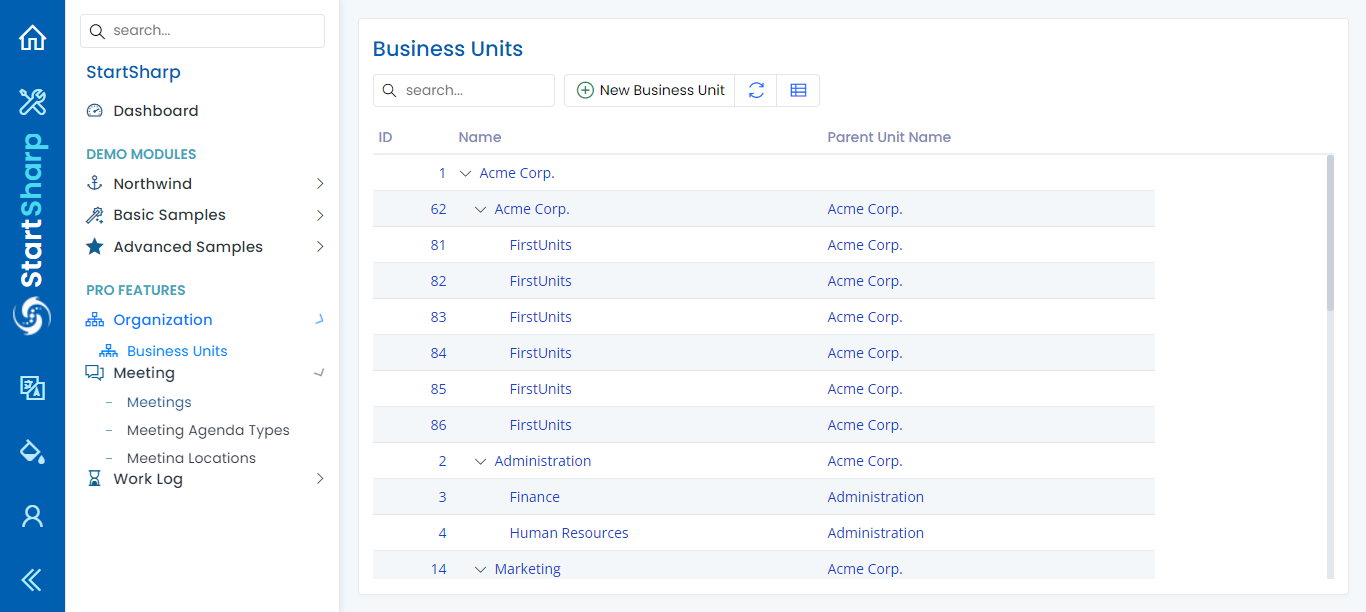 StartSharp
search...
StartSharp
Dashboard
DEMO MODULES
Northwind
Basic Samples
Advanced Samples
PRO FEATURES
Organization
Business Units
Meeting
Meetings
Meeting Agenda Types
Meeting Locations
Work Log
Business Units
search...
New Business Unit
ID Name Parent Unit Name
1 Acme Corp.
62 Acme Corp. Acme Corp.
81 FirstUnits Acme Corp.
82 FirstUnits Acme Corp.
83 FirstUnits Acme Corp.
84 FirstUnits Acme Corp.
85 FirstUnits Acme Corp.
86 FirstUnits Acme Corp.
2 Administration Acme Corp.
3 Finance Administration
4 Human Resources Administration
14 Marketing Acme Corp.